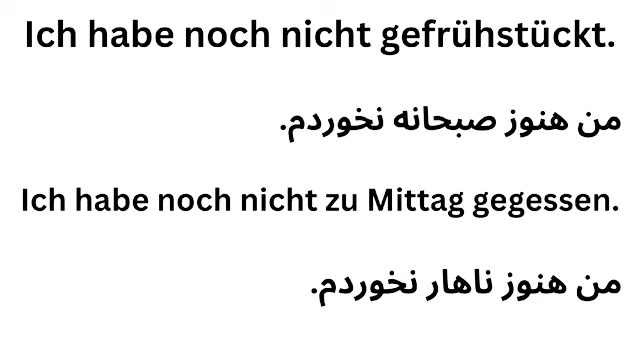 Ich habe noch nicht gefrühstückt.
من هنوز صبحانه نخوردم.
Ich habe noch nicht zu Mittag gegessen.
من هنوز ناهار نخوردم.